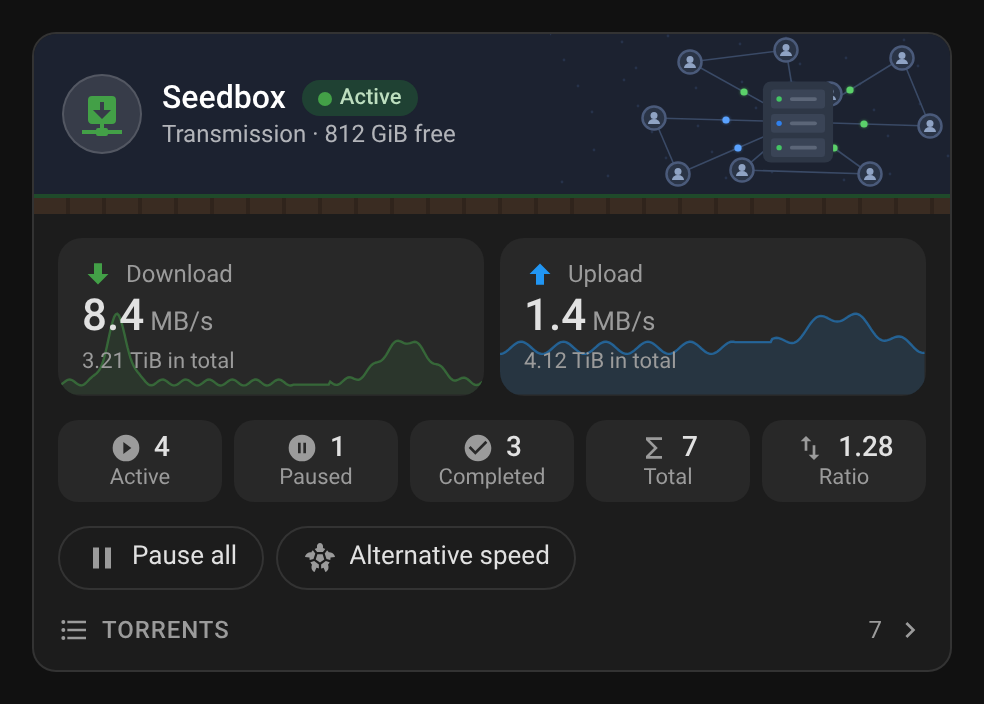 Seedbox
Active
Transmission · 812 GiB free
Download
8.4 MB/s
3.21 TiB in total
Upload
1.4 MB/s
4.12 TiB in total
4
Active
1
Paused
3
Completed
7
Total
1.28
Ratio
Pause all
Alternative speed
TORRENTS
7